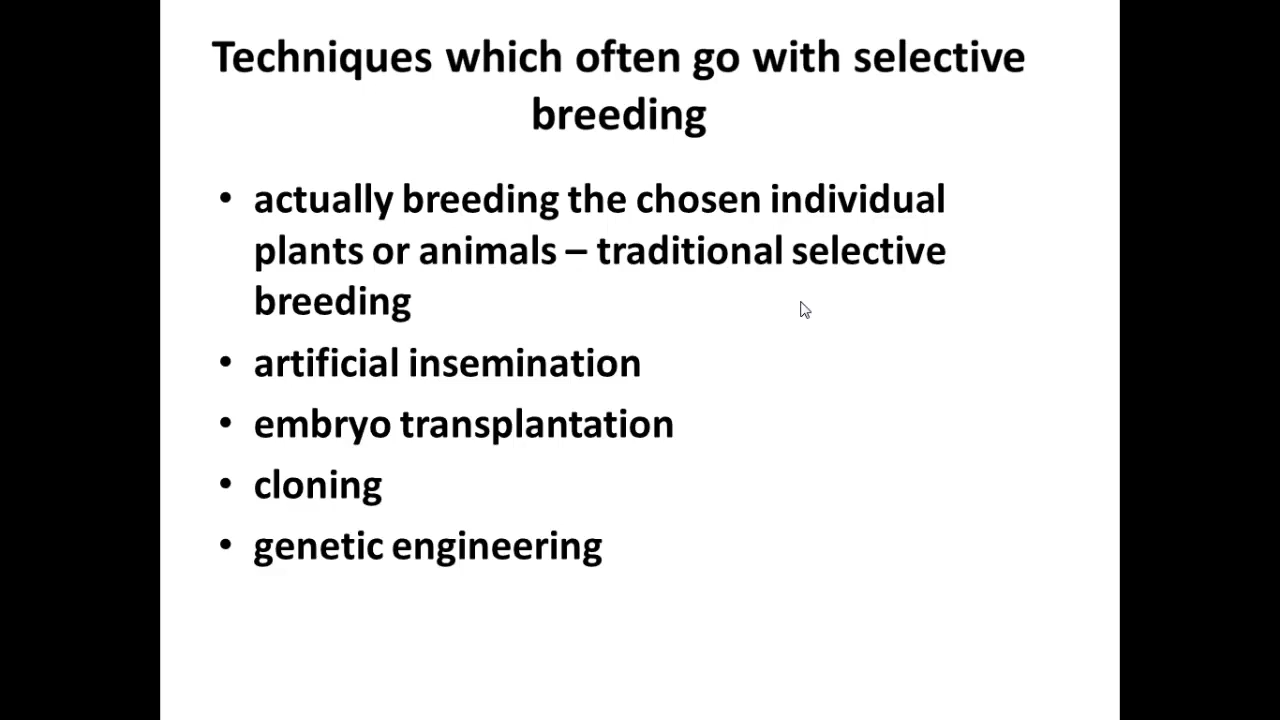 Techniques which often go with selective
breeding
• actually breeding the chosen individual
plants or animals – traditional selective
breeding
• artificial insemination
• embryo transplantation
• cloning
• genetic engineering